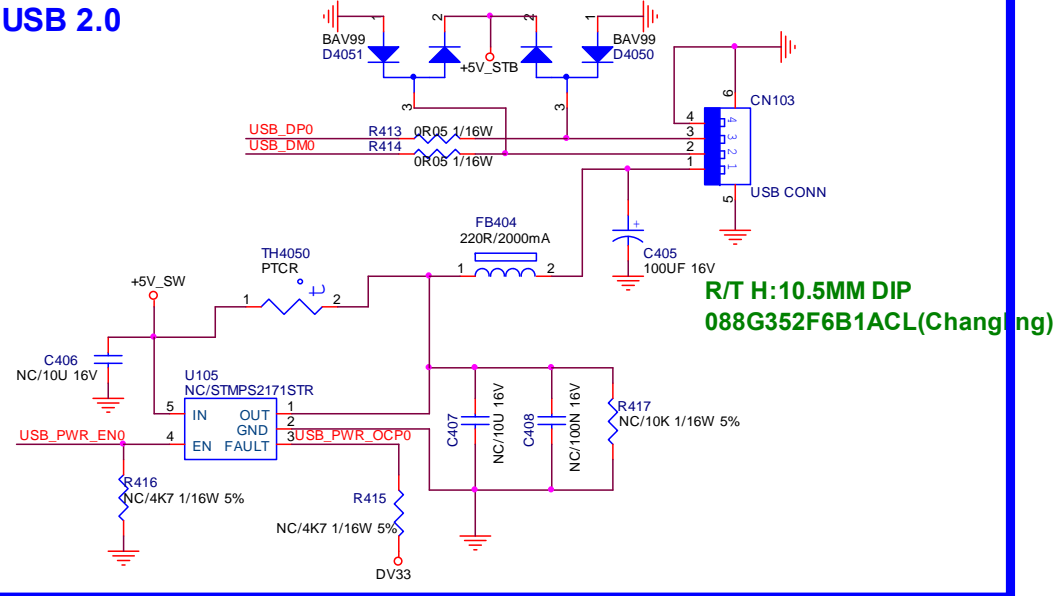 USB 2.0
1
2
2
1
BAV99
D4051
+5V_STB
BAV99
D4050
3
3
6
CN103
USB_DP0
R413
0R05 1/16W
4
4
3
3
USB_DM0
R414
0R05 1/16W
2
2
1
1
5
USB CONN
FB404
220R/2000mA
1
2
+
C405
100UF 16V
TH4050
PTCR
t
1
2
+5V_SW
R/T H:10.5MM DIP
088G352F6B1ACL(Changling)
C406
NC/10U 16V
U105
NC/STMPS2171STR
5
IN
OUT
1
GND
2
USB_PWR_EN0
4
EN
FAULT
3
USB_PWR_OCP0
C407
NC/10U 16V
C408
NC/100N 16V
R417
NC/10K 1/16W 5%
R416
NC/4K7 1/16W 5%
R415
NC/4K7 1/16W 5%
DV33